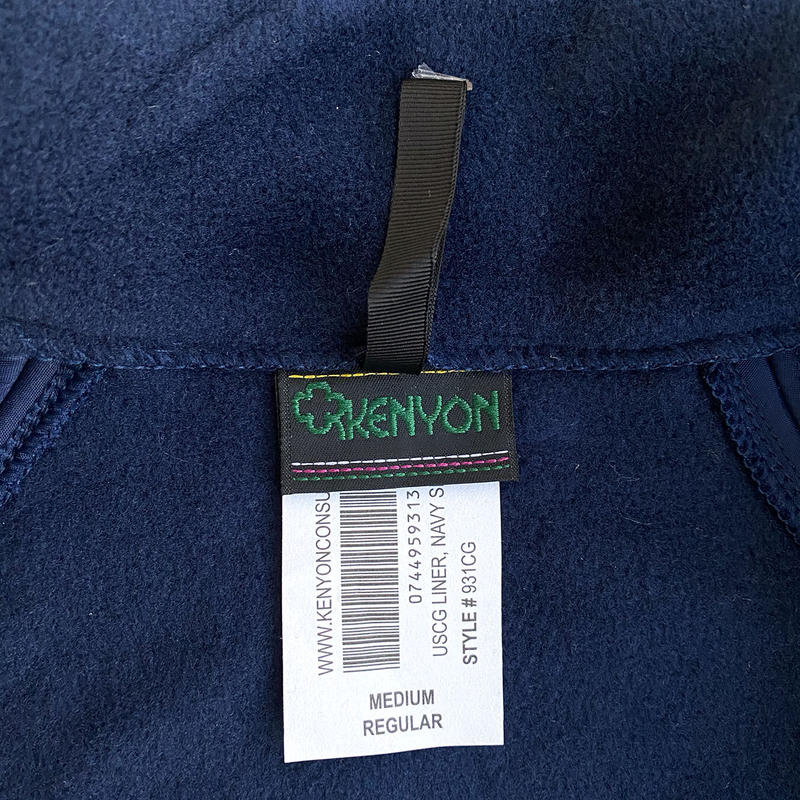 KENYON
WWW.KENYONCONSU
0744959313
USCG LINER, NAVY S
STYLE # 931CG
MEDIUM
REGULAR